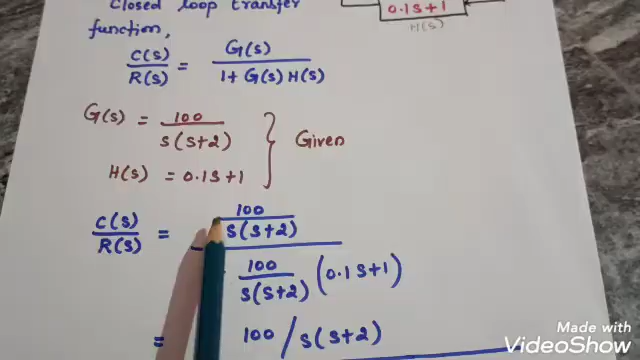 Closed loop transfer
function,
0.1S+1
H(S)
C(S)/R(S) = G(S)/1 + G(S) H(S)
G(S) = 100/S(S+2)
H(S) = 0.1S+1
Given
C(S)/R(S) = 100/S(S+2)
100/S(S+2) (0.1S+1)
= 100/S(S+2)
Made with
VideoShow